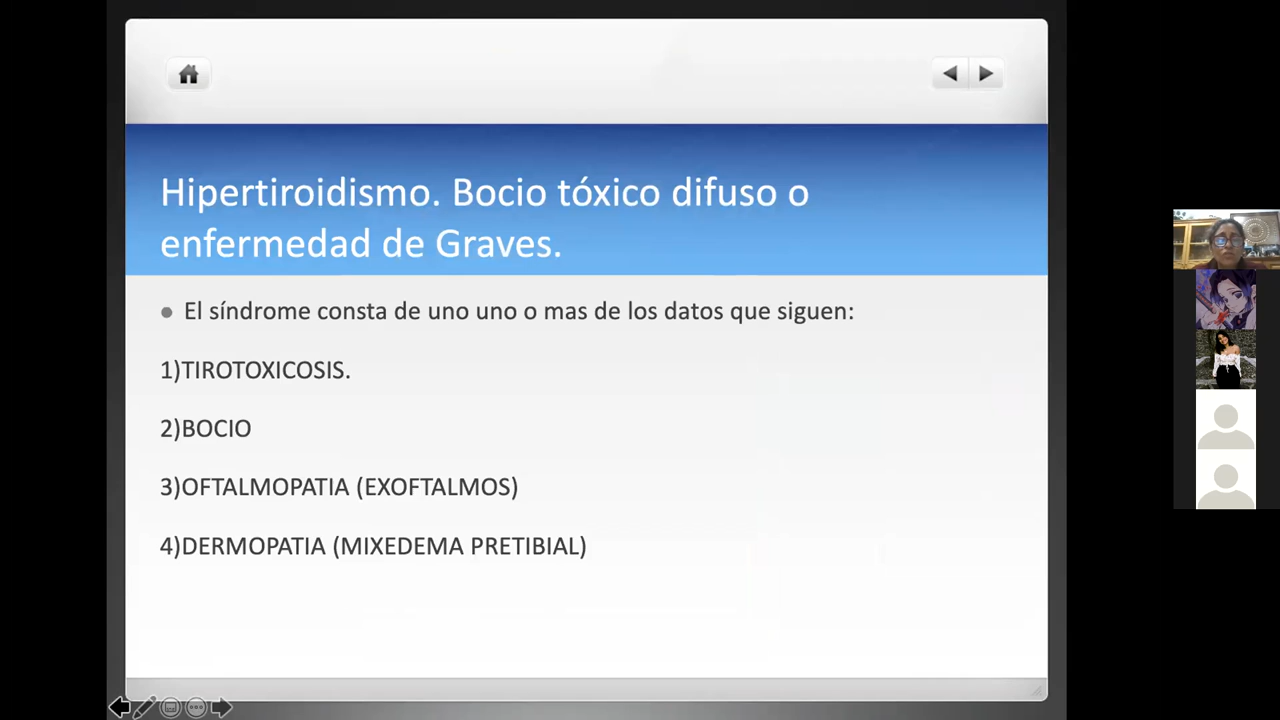 Hipertiroidismo. Bocio tóxico difuso o
enfermedad de Graves.
El síndrome consta de uno uno o mas de los datos que siguen:
1)TIROTOXICOSIS.
2)BOCIO
3)OFTALMOPATIA (EXOFTALMOS)
4)DERMOPATIA (MIXEDEMA PRETIBIAL)